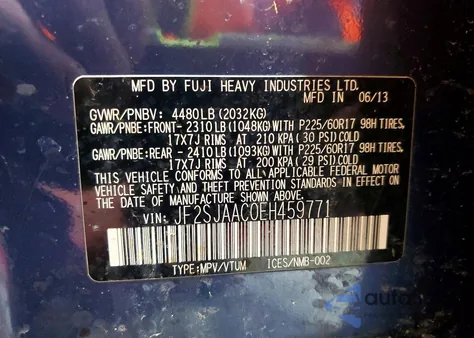 MFD BY FUJI HEAVY INDUSTRIES LTD.
MFD IN 06/13
GVWR/PNBV: 4480LB(2032KG)
GAWR/PNBE:FRONT-2310LB(1048KG)WITH P225/60R17 98H TIRES,
17X7J RIMS AT 210 KPA(30 PSI)COLD
GAWR/PNBE:REAR-2410LB(1093KG)WITH P225/60R17 98H TIRES,
17X7J RIMS AT 200 KPA(29 PSI)COLD
THIS VEHICLE CONFORMS TO ALL APPLICABLE FEDERAL MOTOR
VEHICLE SAFETY AND BUMPER STANDARDS IN EFFECT ON THE
DATE OF MANUFACTURE SHOWN ABOVE.
VIN: JF2SJAAC0EH459771
TYPE:MPV/VTUM ICES/NMB-002